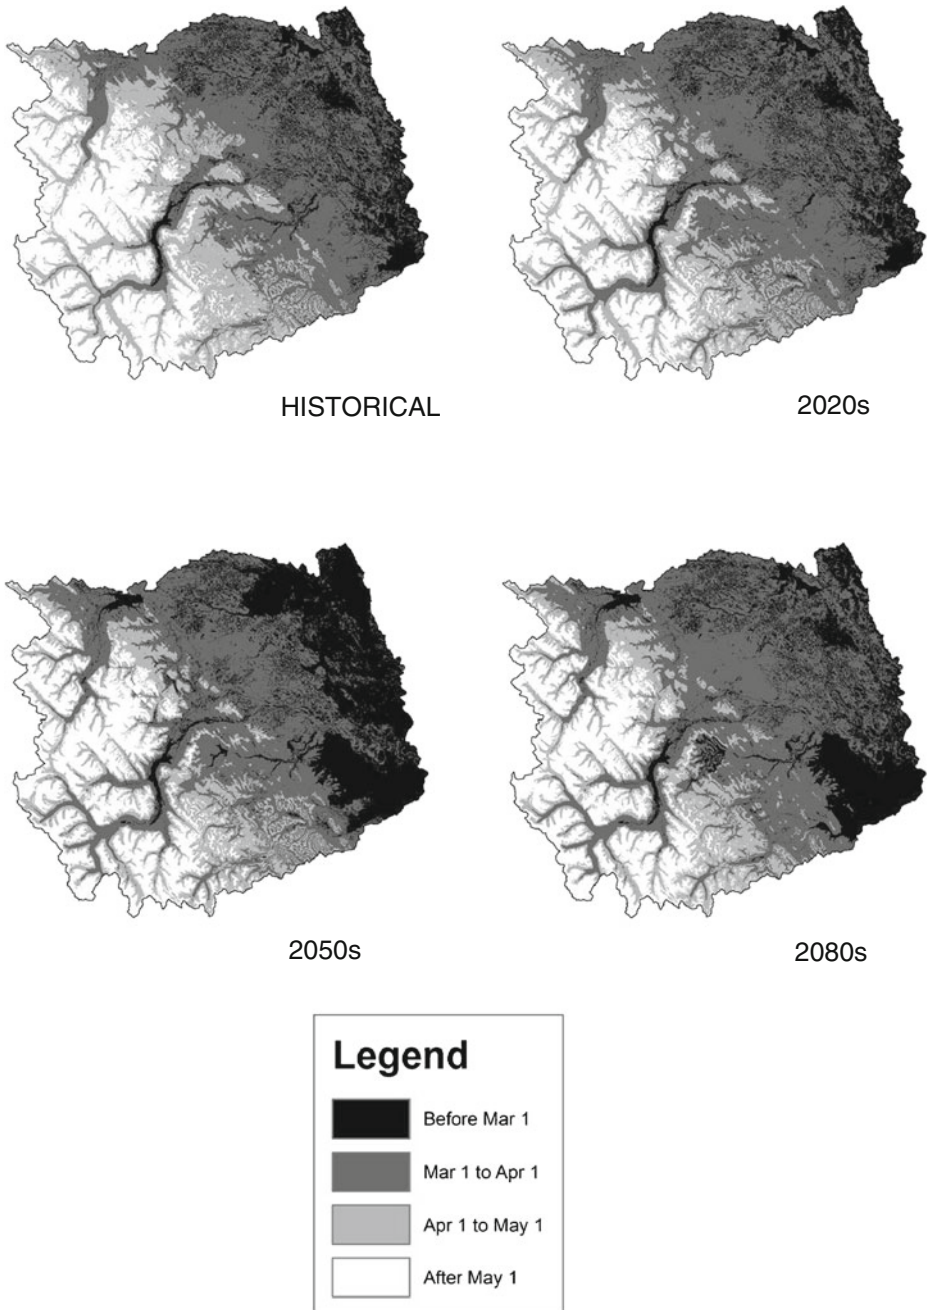 HISTORICAL
2020s
2050s
2080s
Legend
Before Mar 1
Mar 1 to Apr 1
Apr 1 to May 1
After May 1